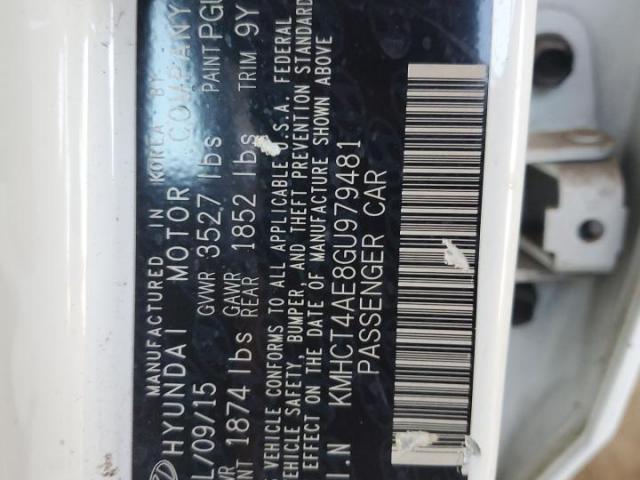 MANUFACTURED IN KOREA BY
HYUNDAI MOTOR COMPANY
/09/15 GVWR 3527 lbs PAINT PGU
GAWR
1874 lbs REAR 1852 lbs TRIM 9Y
VEHICLE CONFORMS TO ALL APPLICABLE U.S.A. FEDERAL
VEHICLE SAFETY, BUMPER, AND THEFT PREVENTION STANDARD
EFFECT ON THE DATE OF MANUFACTURE SHOWN ABOVE
I.N KMHCT4AE8GU979481
PASSENGER CAR